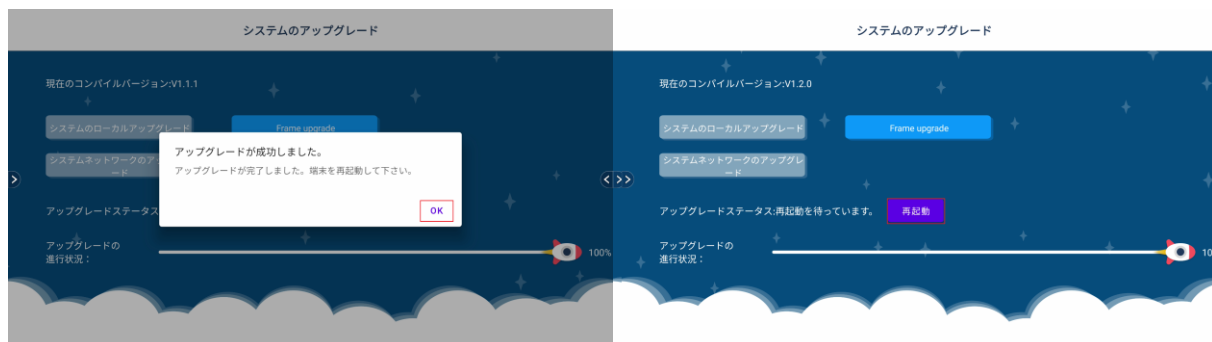 システムのアップグレード
現在のコンパイルバージョン:V1.1.1
システムのローカルアップグレード
Frame upgrade
システムネットワークのア
ード
アップグレードが成功しました。
アップグレードが完了しました。端末を再起動して下さい。
OK
アップグレードステータス
アップグレードの
進行状況：
100%
システムのアップグレード
現在のコンパイルバージョン:V1.2.0
システムのローカルアップグレード
Frame upgrade
システムネットワークのアップグレ
ード
アップグレードステータス:再起動を待っています。
再起動
アップグレードの
進行状況：
10